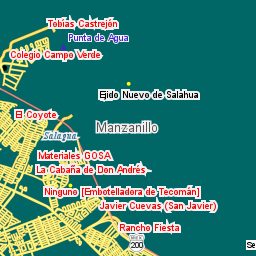 Tobías Castrejón
Punta de Agua
Colegio Campo Verde
Ejido Nuevo de Salahua
El Coyote
Manzanillo
Salagua
Materiales GOSA
La Cabaña de Don Andrés
Ninguno [Embotelladora de Tecomán]
Javier Cuevas (San Javier)
Rancho Fiesta
200
Se